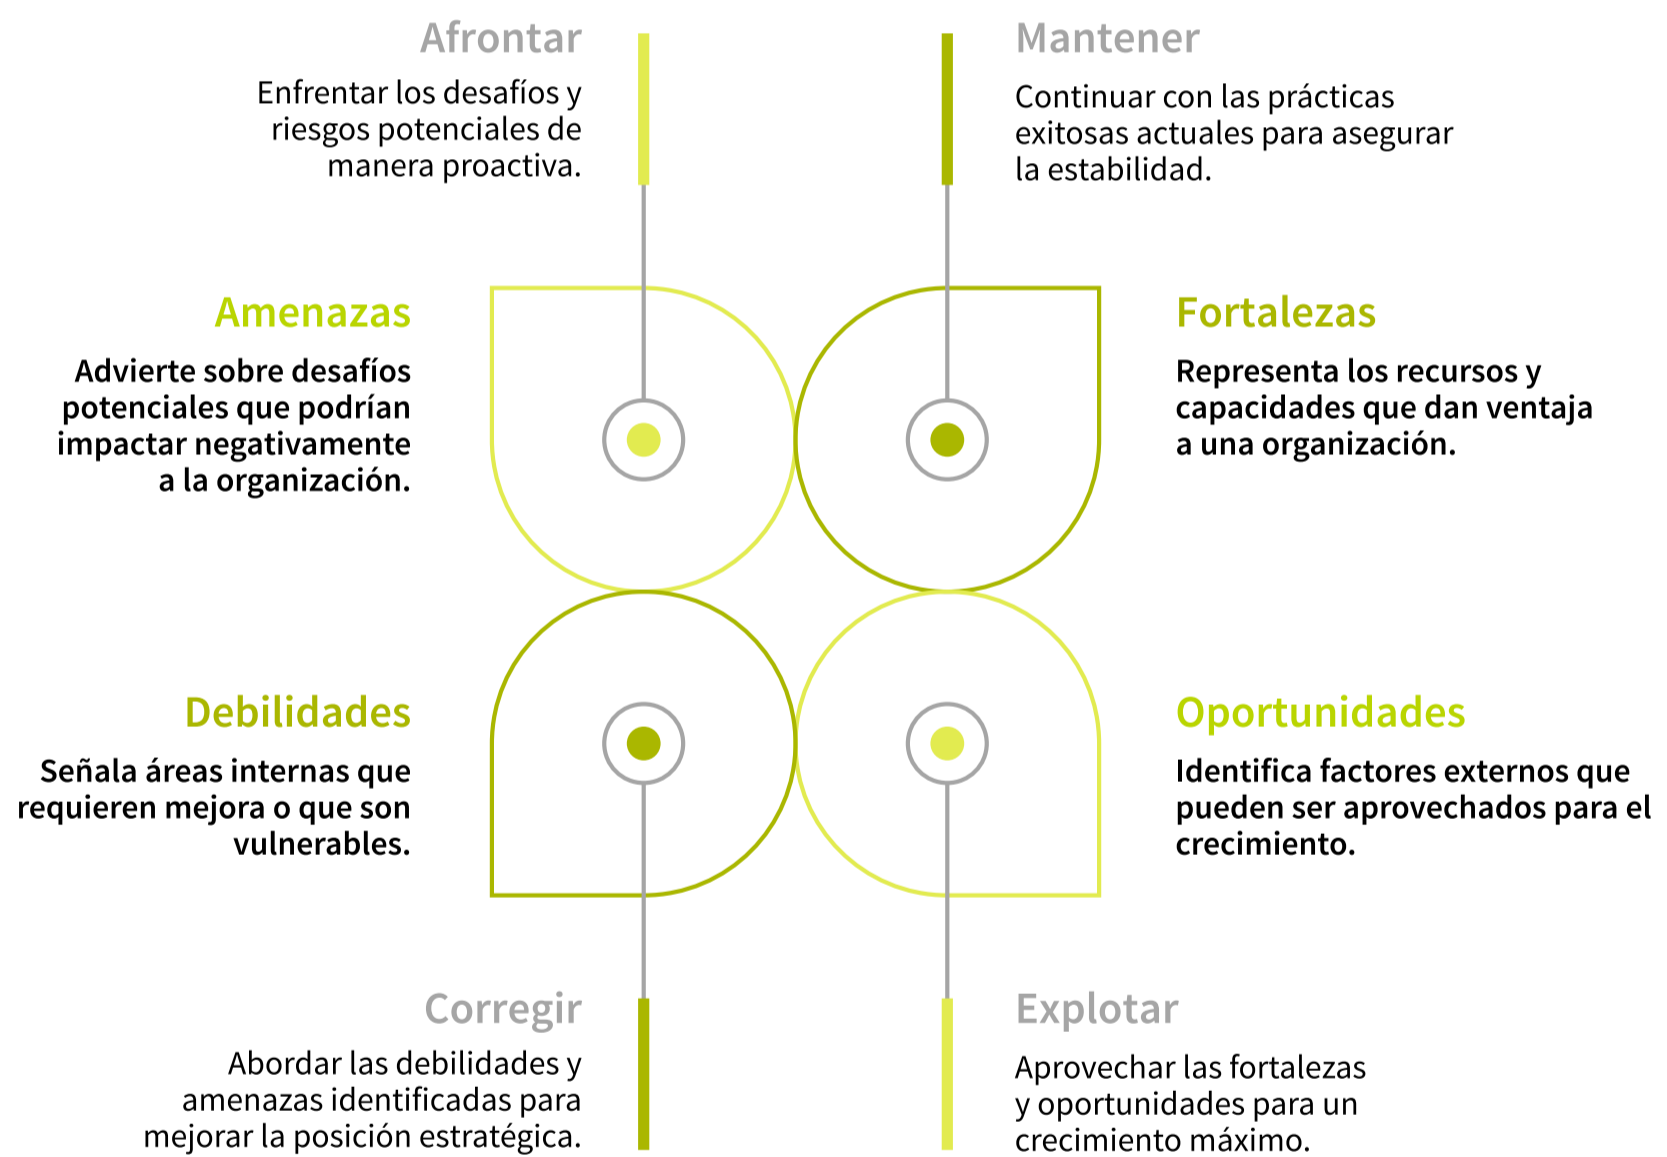 Afrontar
Enfrentar los desafíos y
riesgos potenciales de
manera proactiva.
Mantener
Continuar con las prácticas
exitosas actuales para asegurar
la estabilidad.
Amenazas
Advierte sobre desafíos
potenciales que podrían
impactar negativamente
a la organización.
Fortalezas
Representa los recursos y
capacidades que dan ventaja
a una organización.
Debilidades
Señala áreas internas que
requieren mejora o que son
vulnerables.
Oportunidades
Identifica factores externos que
pueden ser aprovechados para el
crecimiento.
Corregir
Abordar las debilidades y
amenazas identificadas para
mejorar la posición estratégica.
Explotar
Aprovechar las fortalezas
y oportunidades para un
crecimiento máximo.